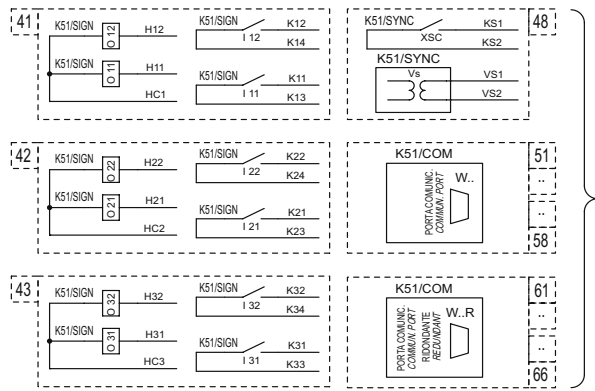 41
K51/SIGN
O 12
H12
K51/SIGN
K12
I 12
K14
K51/SIGN
O 11
H11
K51/SIGN
K11
HC1
I 11
K13
K51/SYNC
KS1
48
XSC
KS2
K51/SYNC
Vs
VS1
VS2
42
K51/SIGN
O 22
H22
K51/SIGN
K22
I 22
K24
K51/SIGN
O 21
H21
K51/SIGN
K21
HC2
I 21
K23
K51/COM
51
PORTA COMUNIC.
COMMUN. PORT
W..
..
..
58
43
K51/SIGN
O 32
H32
K51/SIGN
K32
I 32
K34
K51/SIGN
O 31
H31
K51/SIGN
K31
HC3
I 31
K33
K51/COM
61
PORTA COMUNIC.
COMMUN. PORT
RIDONDANTE
REDUNDANT
W..R
..
..
66